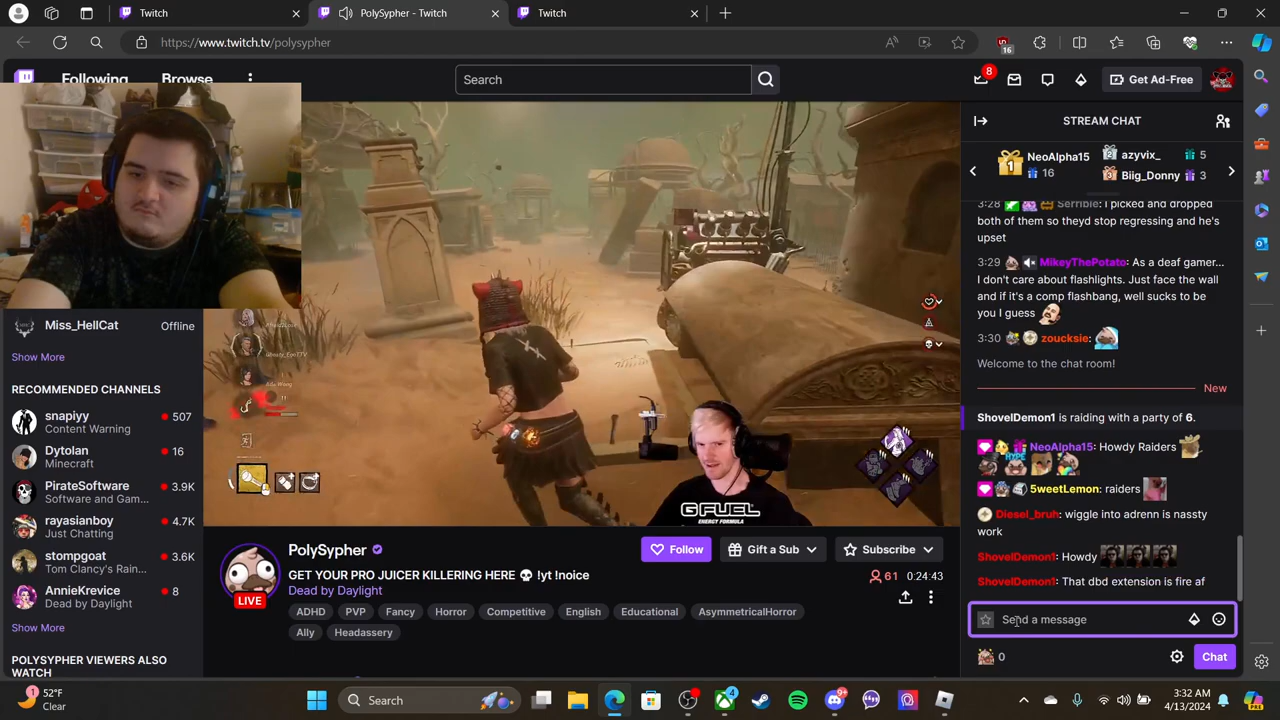 Twitch
PolySypher - Twitch
Twitch
https://www.twitch.tv/polysypher
16
Following
Browse
Search
8
Get Ad-Free
STREAM CHAT
NeoAlpha15
16
azyvix_
5
Biig_Donny
3
3:28 Serrible: I picked and dropped
both of them so theyd stop regressing and he's
upset
3:29 MikeyThePotato: As a deaf gamer...
I don't care about flashlights. Just face the wall
and if it's a comp flashbang, well sucks to be
you I guess
3:30 zoucksie:
Welcome to the chat room!
New
ShovelDemon1 is raiding with a party of 6.
NeoAlpha15: Howdy Raiders
HYPE
5weetLemon: raiders
Diesel_bruh: wiggle into adrenn is nassty
work
ShovelDemon1: Howdy
ShovelDemon1: That dbd extension is fire af
Send a message
0
Chat
Miss_HellCat
Offline
Show More
RECOMMENDED CHANNELS
snapiyy
507
Content Warning
Dytolan
16
Minecraft
PirateSoftware
3.9K
Software and Gam...
rayasianboy
4.7K
Just Chatting
stompgoat
3.6K
Tom Clancy's Rain...
AnnieKrevice
8
Dead by Daylight
Show More
POLYSYPHER VIEWERS ALSO
WATCH
Ada Wong
G FUEL
ENERGY FORMULA
LIVE
PolySypher
Follow
Gift a Sub
Subscribe
GET YOUR PRO JUICER KILLERING HERE 💀 !yt !noice
61
0:24:43
Dead by Daylight
ADHD
PVP
Fancy
Horror
Competitive
English
Educational
AsymmetricalHorror
Ally
Headassery
1
52°F
Clear
Search
4
9+
3:32 AM
4/13/2024